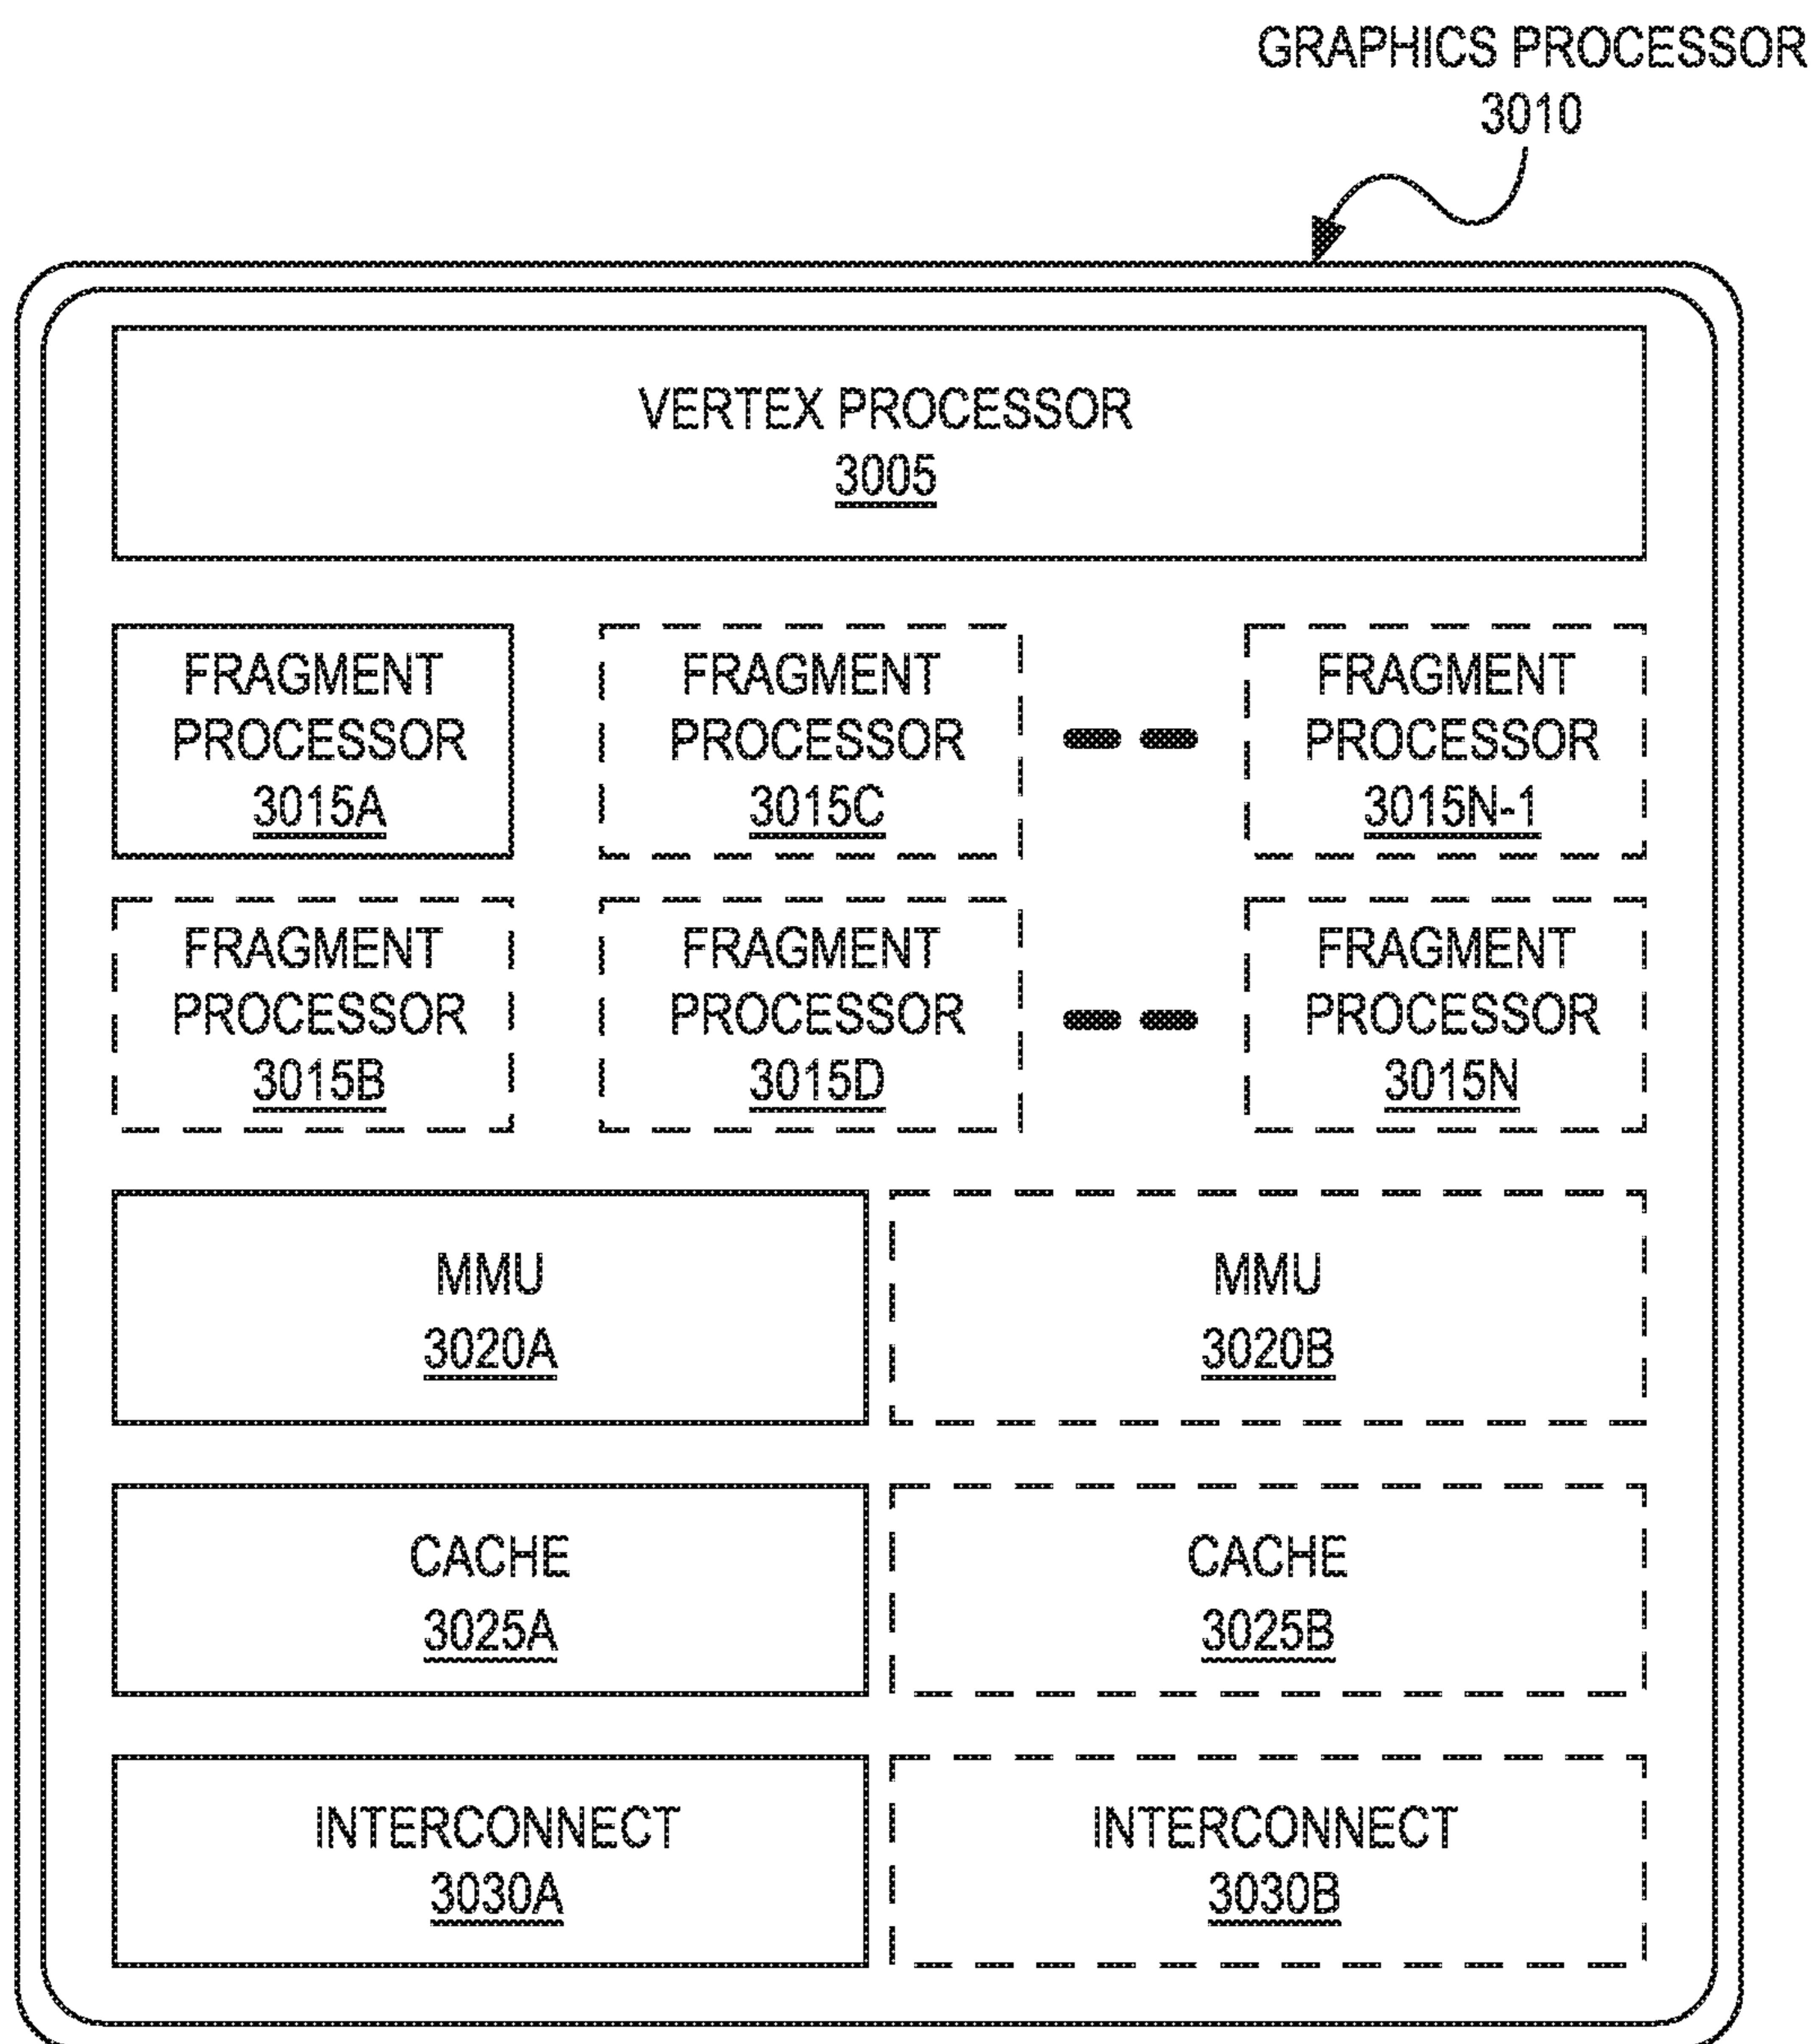 GRAPHICS PROCESSOR
3010
VERTEX PROCESSOR
3005
FRAGMENT
PROCESSOR
3015A
FRAGMENT
PROCESSOR
3015C
FRAGMENT
PROCESSOR
3015N-1
FRAGMENT
PROCESSOR
3015B
FRAGMENT
PROCESSOR
3015D
FRAGMENT
PROCESSOR
3015N
MMU
3020A
MMU
3020B
CACHE
3025A
CACHE
3025B
INTERCONNECT
3030A
INTERCONNECT
3030B